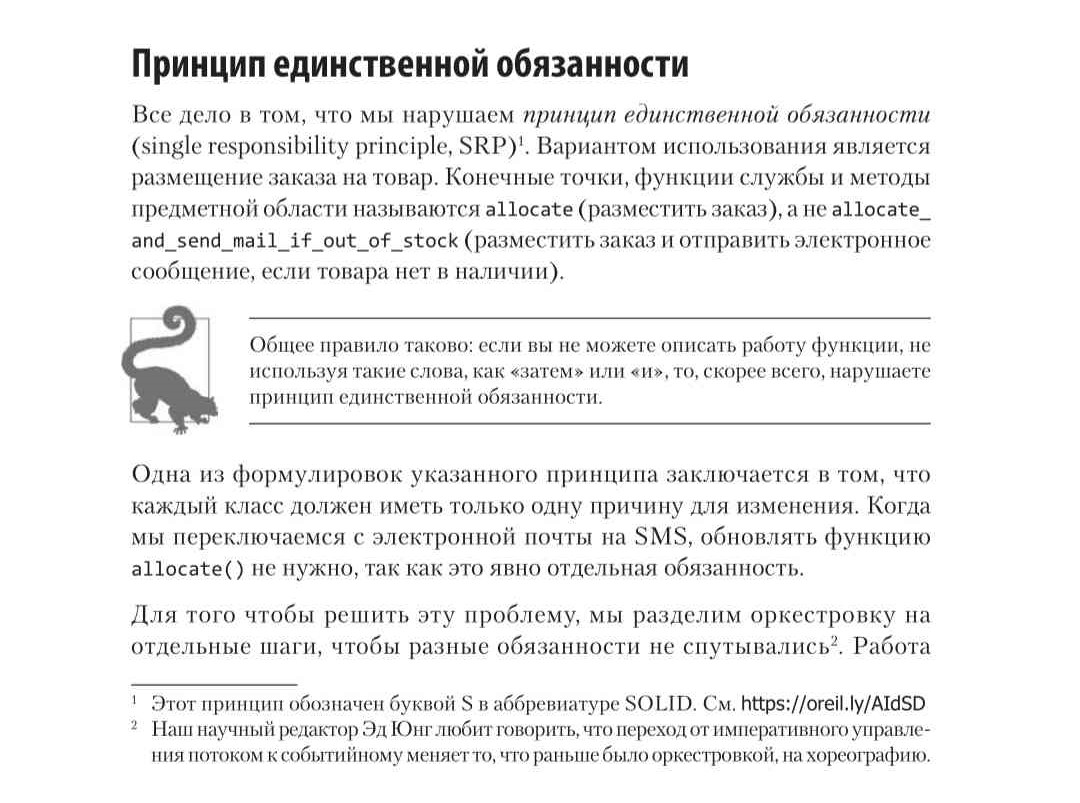 Принцип единственной обязанности
Все дело в том, что мы нарушаем принцип единственной обязанности
(single responsibility principle, SRP)¹. Вариантом использования является
размещение заказа на товар. Конечные точки, функции службы и методы
предметной области называются allocate (разместить заказ), а не allocate_
and_send_mail_if_out_of_stock (разместить заказ и отправить электронное
сообщение, если товара нет в наличии).
Общее правило таково: если вы не можете описать работу функции, не
используя такие слова, как «затем» или «и», то, скорее всего, нарушаете
принцип единственной обязанности.
Одна из формулировок указанного принципа заключается в том, что
каждый класс должен иметь только одну причину для изменения. Когда
мы переключаемся с электронной почты на SMS, обновлять функцию
allocate() не нужно, так как это явно отдельная обязанность.
Для того чтобы решить эту проблему, мы разделим оркестровку на
отдельные шаги, чтобы разные обязанности не спутывались². Работа
¹ Этот принцип обозначен буквой S в аббревиатуре SOLID. См. https://oreil.ly/AIdSD
² Наш научный редактор Эд Юнг любит говорить, что переход от императивного управле-
ния потоком к событийному меняет то, что раньше было оркестровкой, на хореографию.